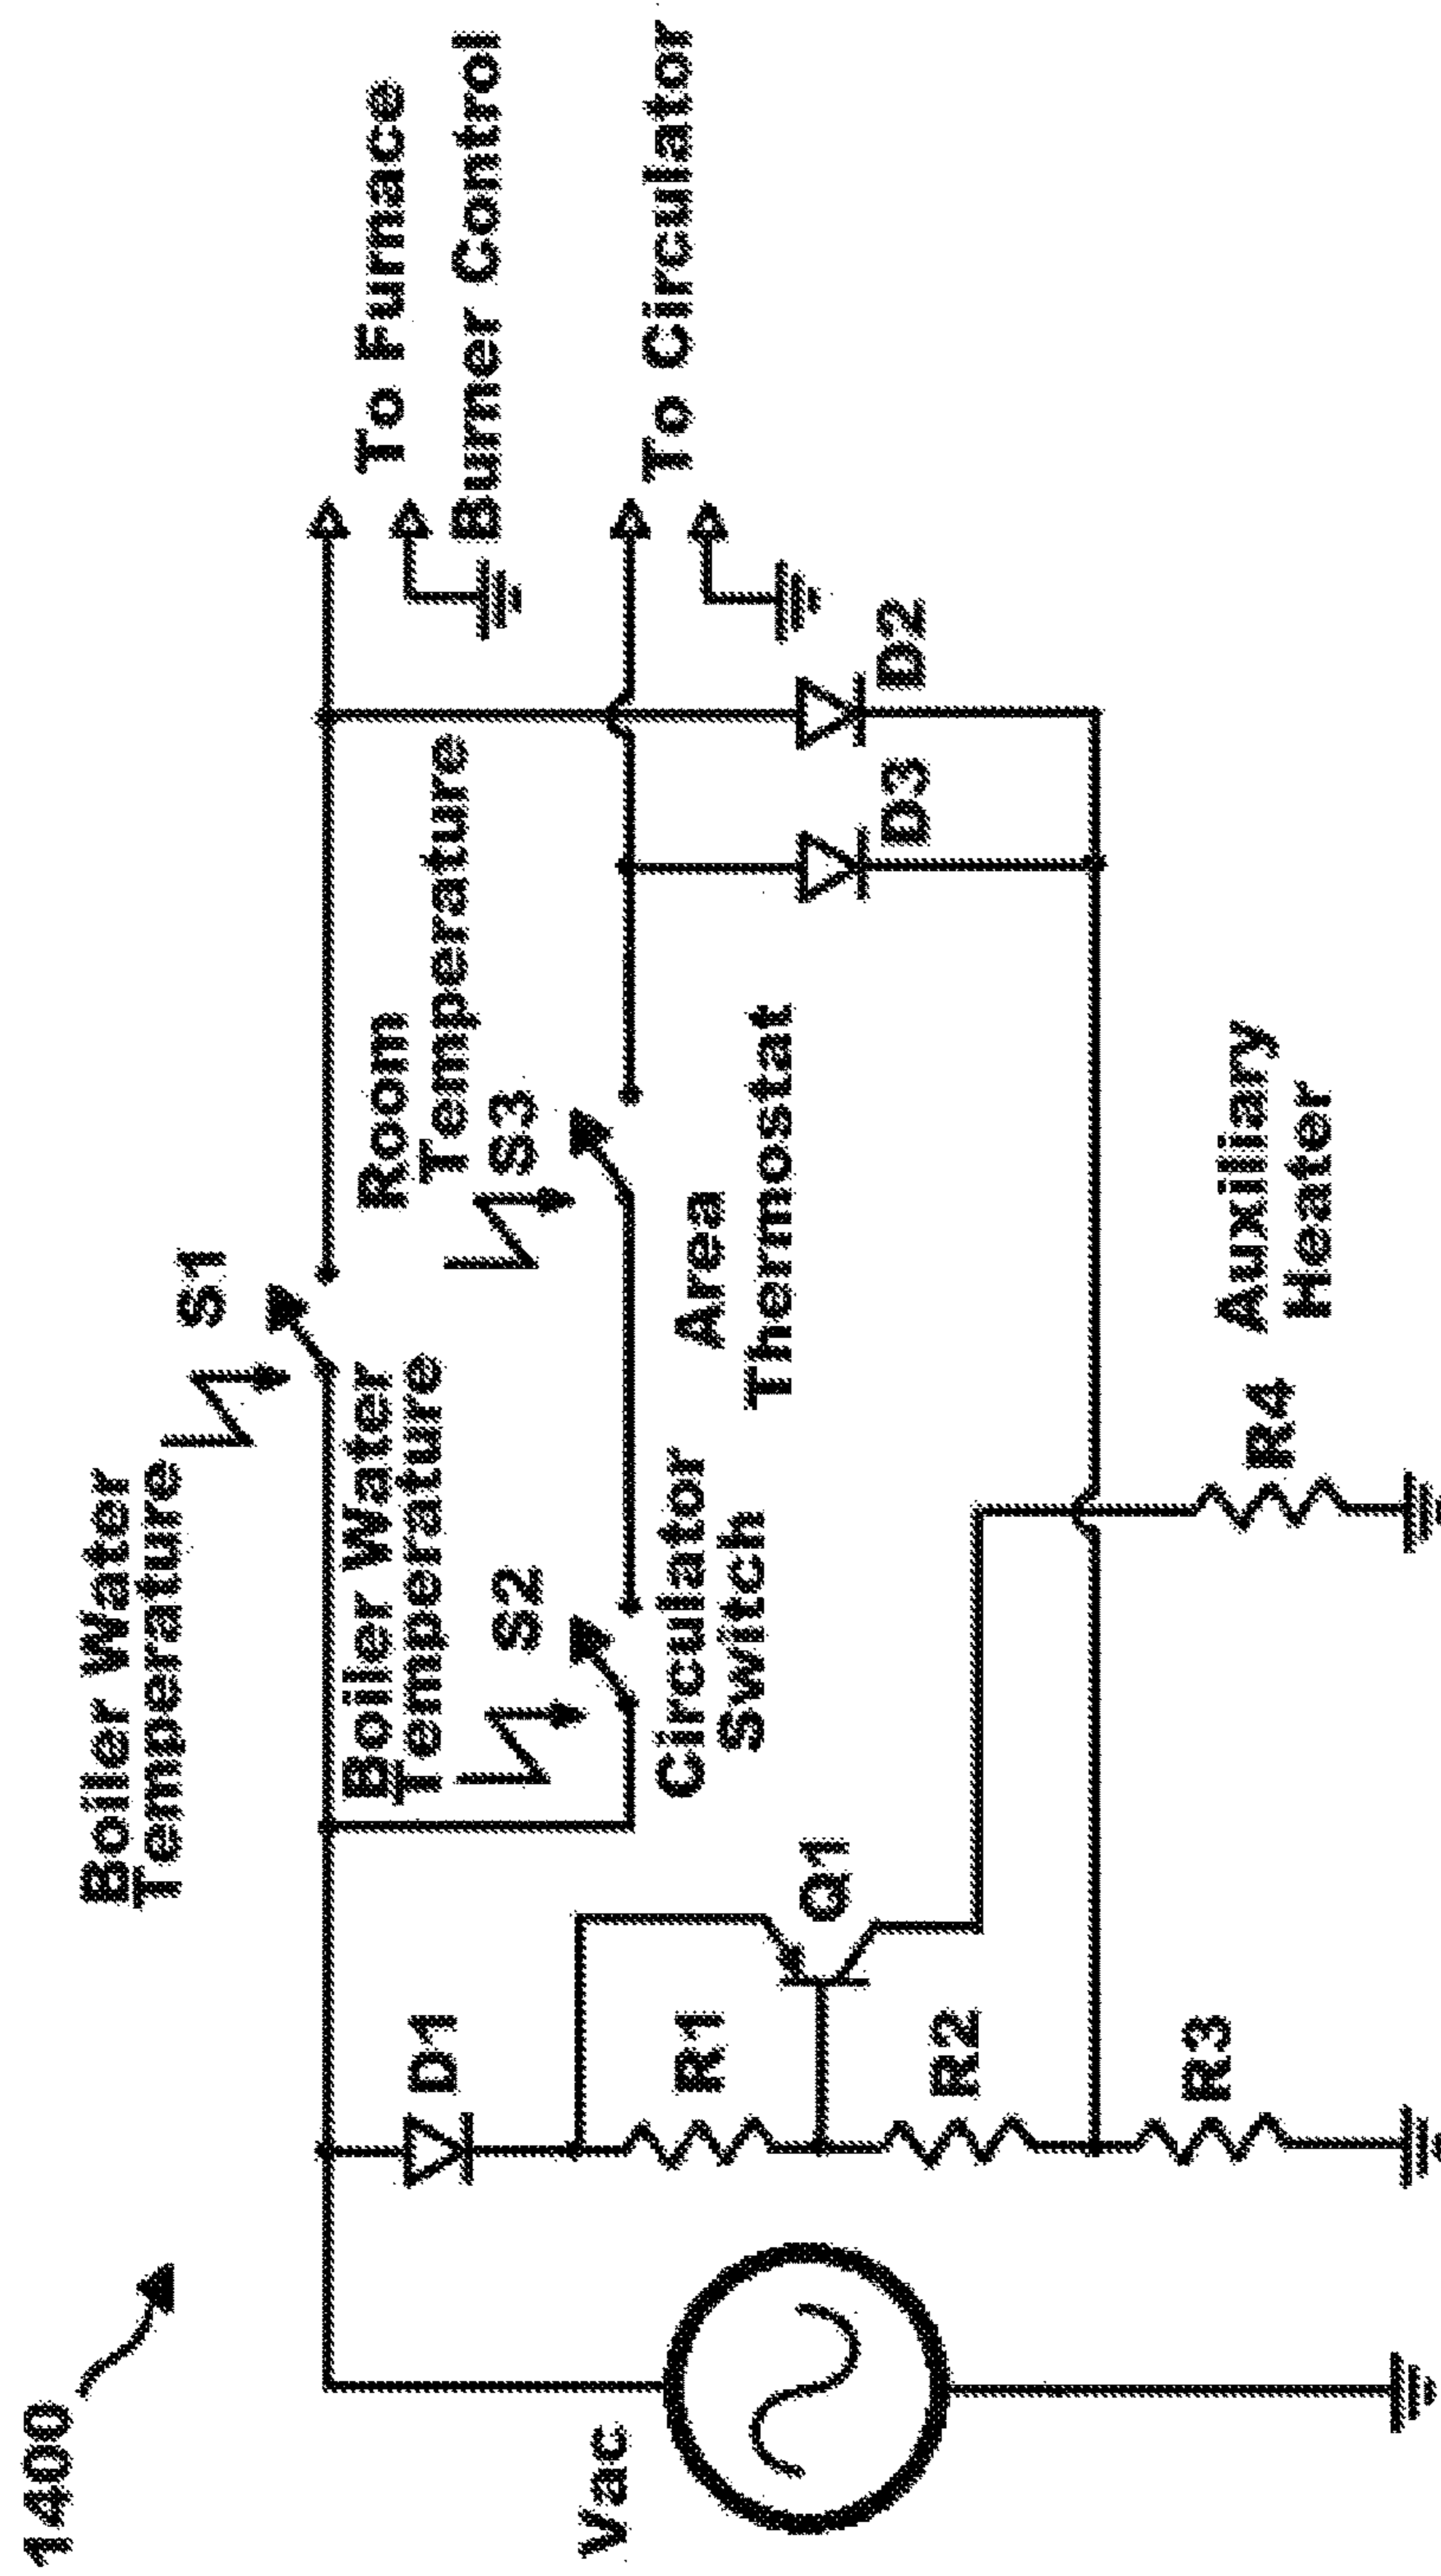 1400
Boiler Water
Temperature
S1
To Furnace
Burner Control
Boiler Water
Temperature
S2
Room
Temperature
S3
To Circulator
Circulator
Switch
Area
Thermostat
Vac
D1
R1
Q1
R2
R3
D3
D2
R4
Auxiliary
Heater